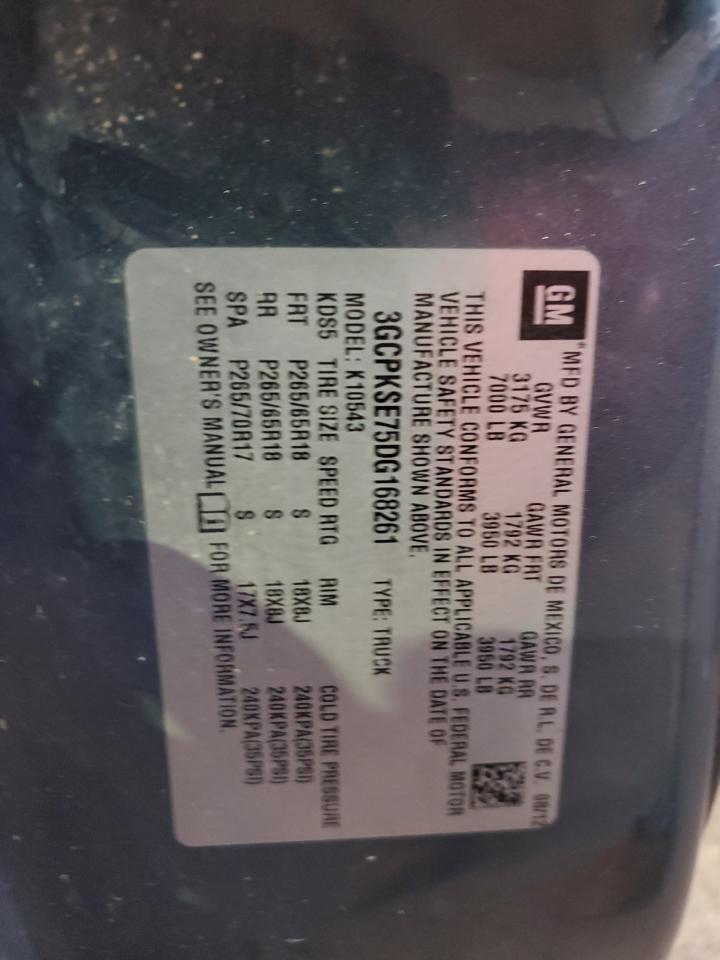 GM
*MFD BY GENERAL MOTORS DE MEXICO, S. DE R.L. DE C.V. 08/12
GVWR GAWR FRT GAWR RR
3175 KG 1792 KG 1792 KG
7000 LB 3950 LB 3950 LB
THIS VEHICLE CONFORMS TO ALL APPLICABLE U.S. FEDERAL MOTOR
VEHICLE SAFETY STANDARDS IN EFFECT ON THE DATE OF
MANUFACTURE SHOWN ABOVE.
3GCPKSE75DG168261 TYPE: TRUCK
MODEL: K10543
KDS5 TIRE SIZE SPEED RTG RIM COLD TIRE PRESSURE
FRT P265/65R18 S 18X8J 240KPA(35PSI)
RR P265/65R18 S 18X8J 240KPA(35PSI)
SPA P265/70R17 S 17X7.5J 240KPA(35PSI)
SEE OWNER'S MANUAL FOR MORE INFORMATION.